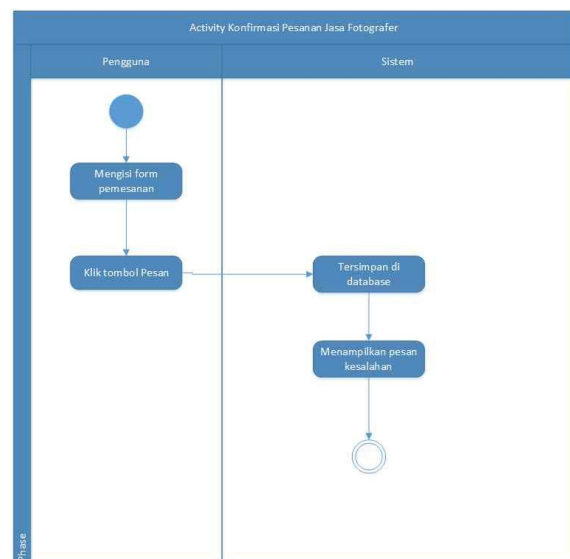 Activity Konfirmasi Pesanan Jasa Fotografer
Pengguna
Sistem
Mengisi form
pemesanan
Klik tombol Pesan
Tersimpan di
database
Menampilkan pesan
kesalahan
Phase